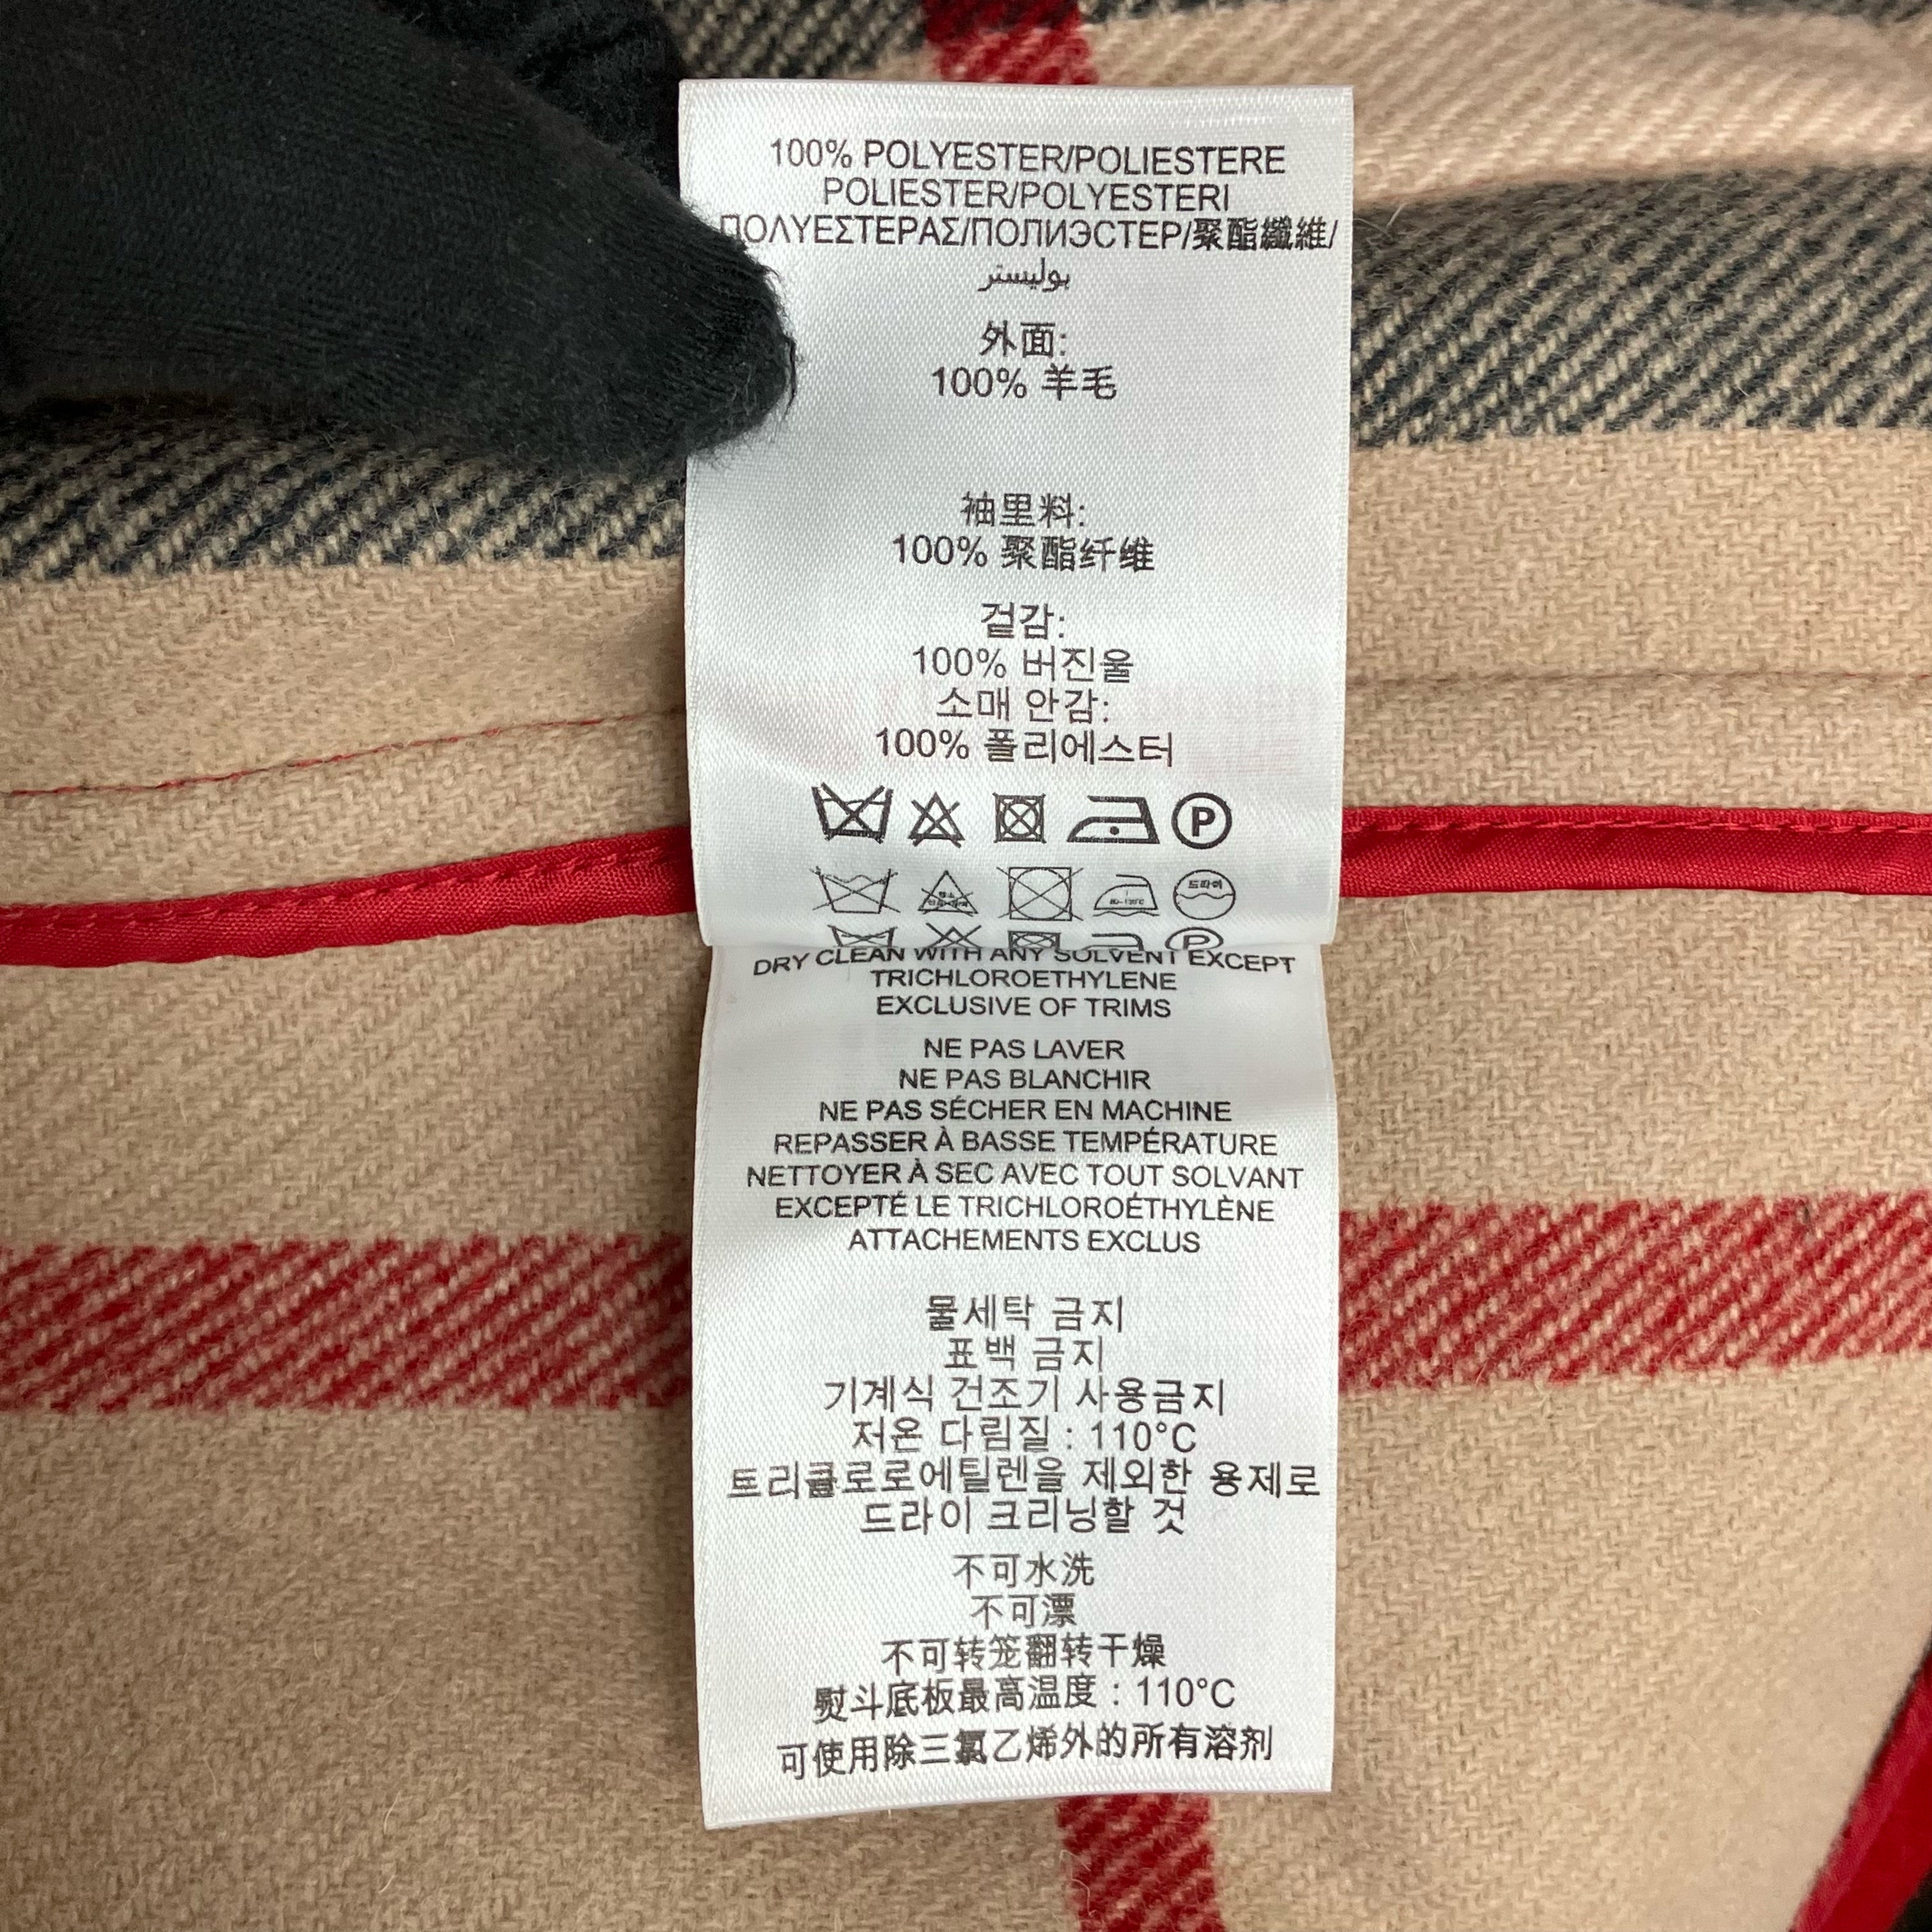 100% POLYESTER/POLIESTERE
POLIESTER/POLYESTERI
ΠΟΛΥΕΣΤΕΡΑΣ/ПОЛИЭСТЕР/聚酯纖維/
بوليستر
外面:
100% 羊毛
袖里料:
100% 聚酯纤维
겉감:
100% 버진울
소매 안감:
100% 폴리에스터
P
드라이
P
DRY CLEAN WITH ANY SOLVENT EXCEPT
TRICHLOROETHYLENE
EXCLUSIVE OF TRIMS
NE PAS LAVER
NE PAS BLANCHIR
NE PAS SÉCHER EN MACHINE
REPASSER À BASSE TEMPÉRATURE
NETTOYER À SEC AVEC TOUT SOLVANT
EXCEPTÉ LE TRICHLOROÉTHYLÈNE
ATTACHEMENTS EXCLUS
물세탁 금지
표백 금지
기계식 건조기 사용금지
저온 다림질 : 110°C
트리클로로에틸렌을 제외한 용제로
드라이 크리닝할 것
不可水洗
不可漂
不可转笼翻转干燥
熨斗底板最高温度 : 110°C
可使用除三氯乙烯外的所有溶剂